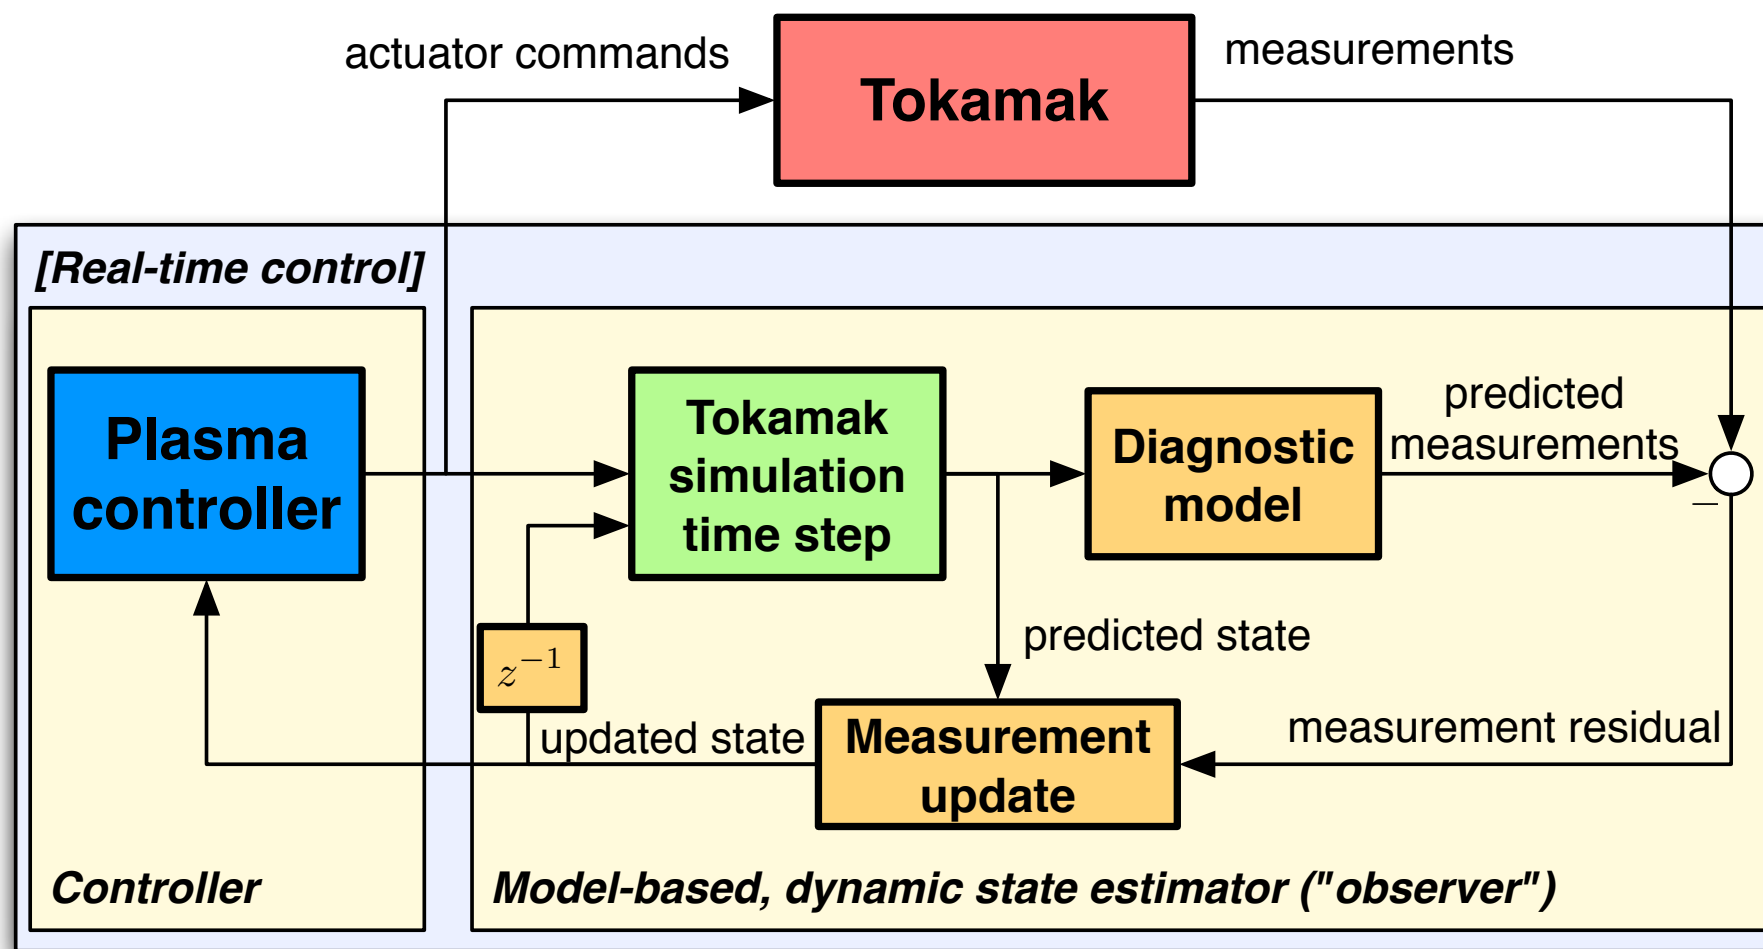 actuator commands
measurements
Tokamak
[Real-time control]
Plasma
controller
Tokamak
simulation
time step
Diagnostic
model
predicted
measurements
−
z⁻¹
predicted state
updated state
Measurement
update
measurement residual
Controller
Model-based, dynamic state estimator ("observer")